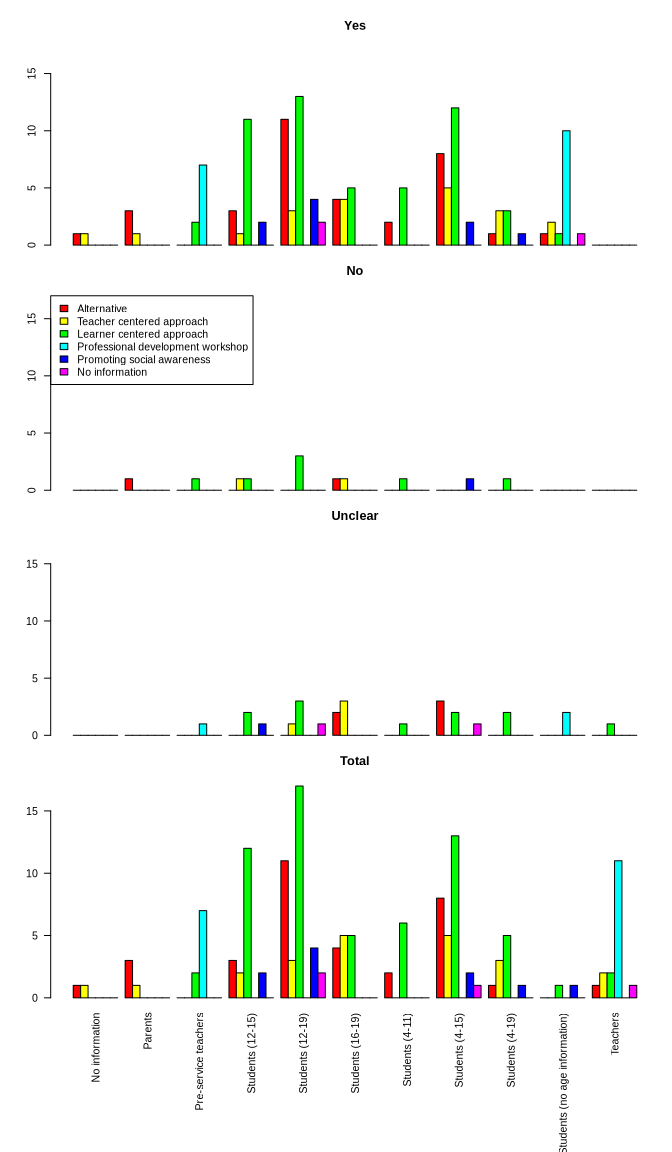 Yes
15
10
5
0
No
15
10
5
0
Alternative
Teacher centered approach
Learner centered approach
Professional development workshop
Promoting social awareness
No information
Unclear
15
10
5
0
Total
15
10
5
0
No information
Parents
Pre-service teachers
Students (12-15)
Students (12-19)
Students (16-19)
Students (4-11)
Students (4-15)
Students (4-19)
Students (no age information)
Teachers